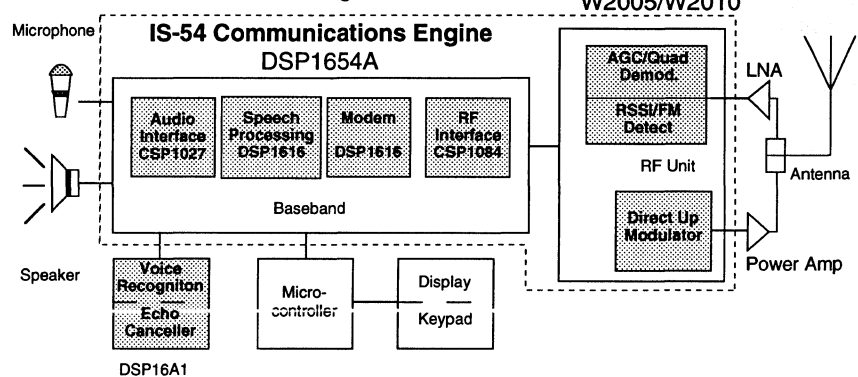 W2005/W2010
Microphone
IS-54 Communications Engine
DSP1654A
AGC/Quad
Demod.
RSSI/FM
Detect
LNA
Audio
Interface
CSP1027
Speech
Processing
DSP1616
Modem
DSP1616
RF
Interface
CSP1084
RF Unit
Antenna
Baseband
Direct Up
Modulator
Power Amp
Speaker
Voice
Recogniton
Echo
Canceller
DSP16A1
Micro-
controller
Display
Keypad